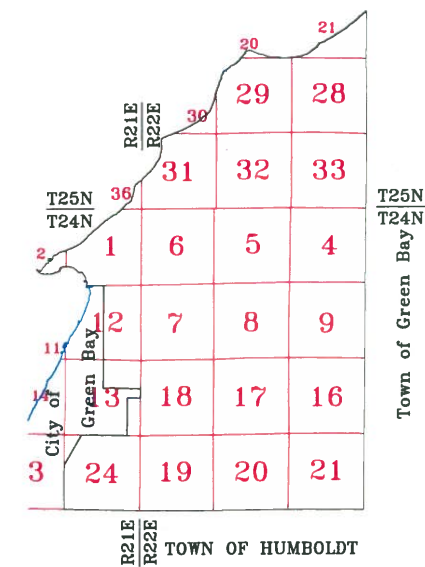 21
20
29 28
30
R21E
R22E
31 32 33
36
T25N
T24N
T25N
T24N
2
1 6 5 4
Town of Green Bay
12 7 8 9
11
City of
Green Bay
14 13 18 17 16
3 24 19 20 21
R21E
R22E
TOWN OF HUMBOLDT